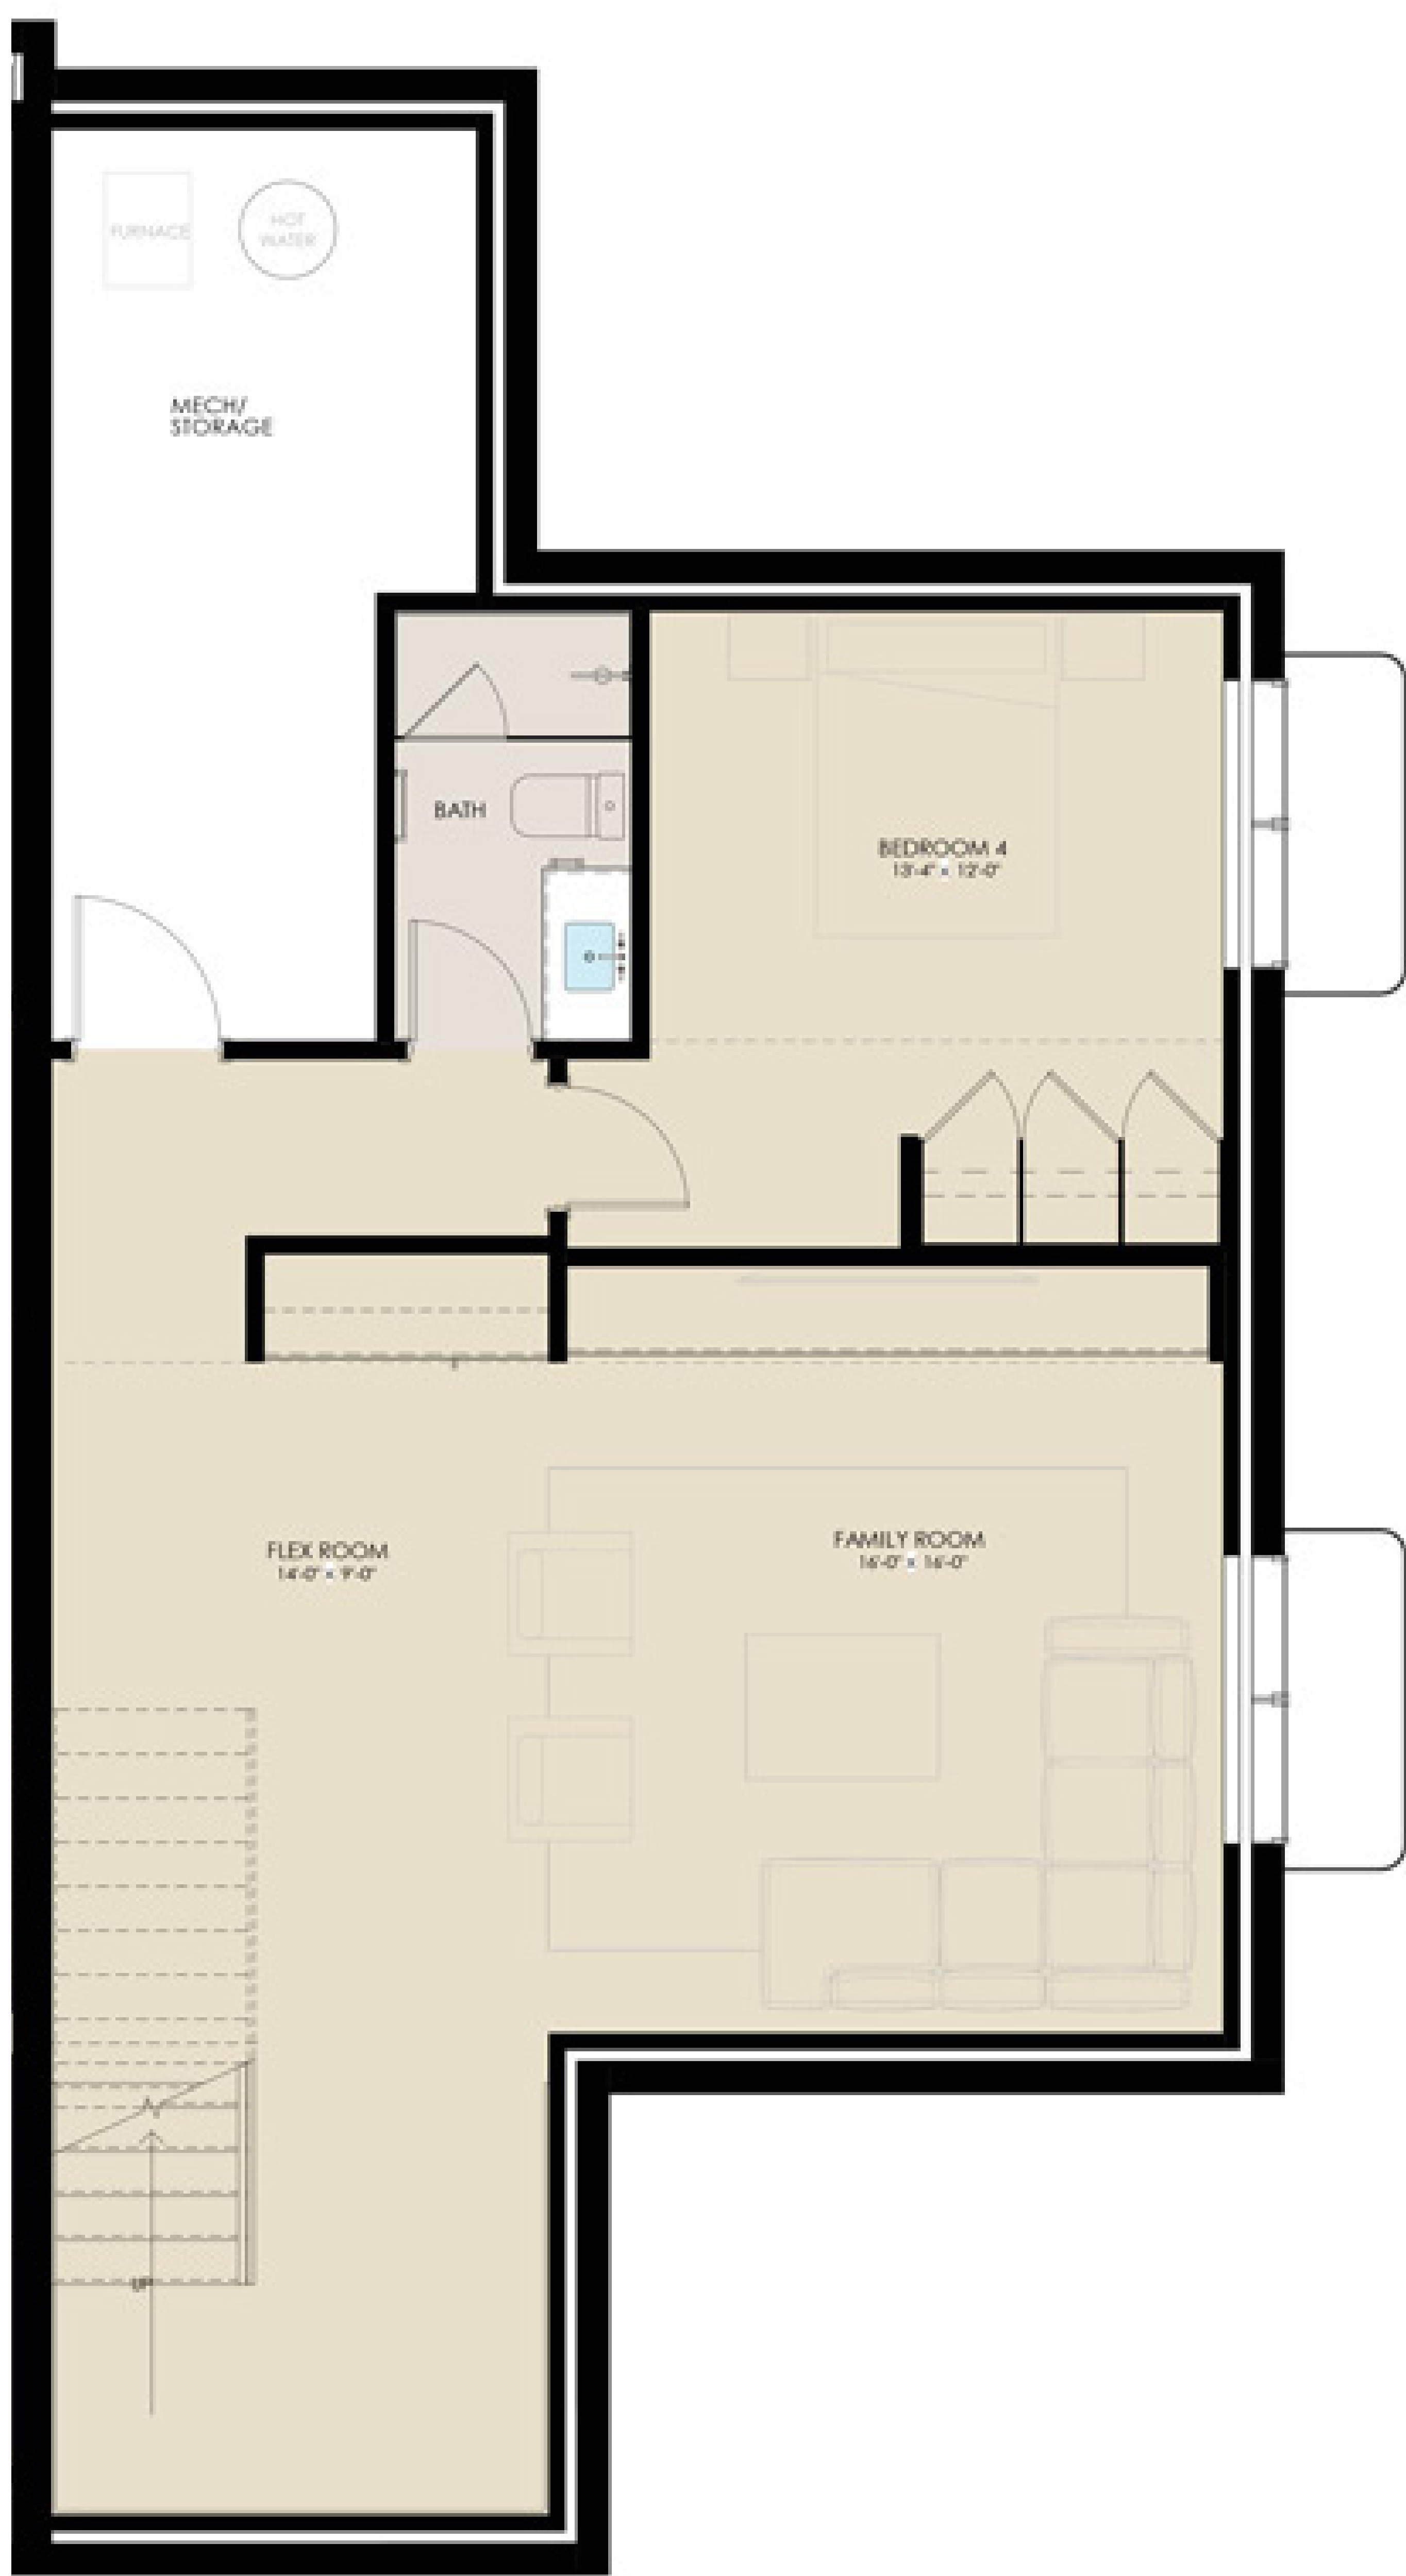 FURNACE
HOT
WATER
MECH/
STORAGE
BATH
BEDROOM 4
13'-4" x 12'-0"
FLEX ROOM
14'-0" x 9'-0"
FAMILY ROOM
16'-0" x 16'-0"
UP